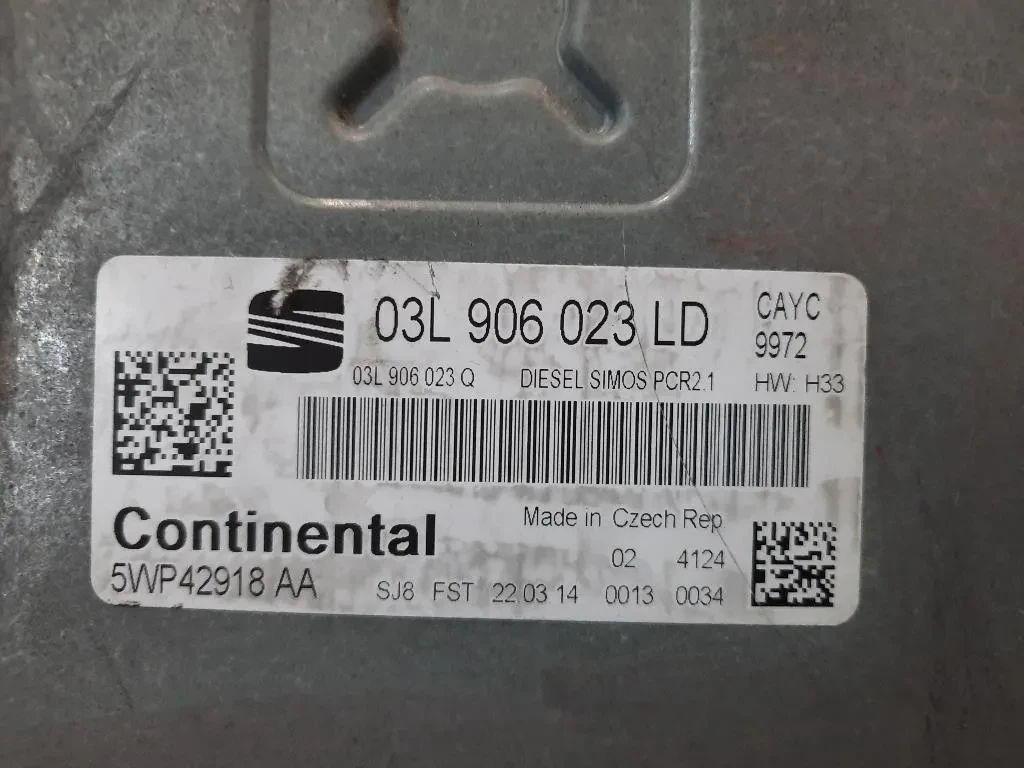 03L 906 023 LD
CAYC
9972
03L 906 023 Q DIESEL SIMOS PCR2.1 HW: H33
Continental
Made in Czech Rep
02 4124
5WP42918 AA
SJ8 FST 22 03 14 0013 0034